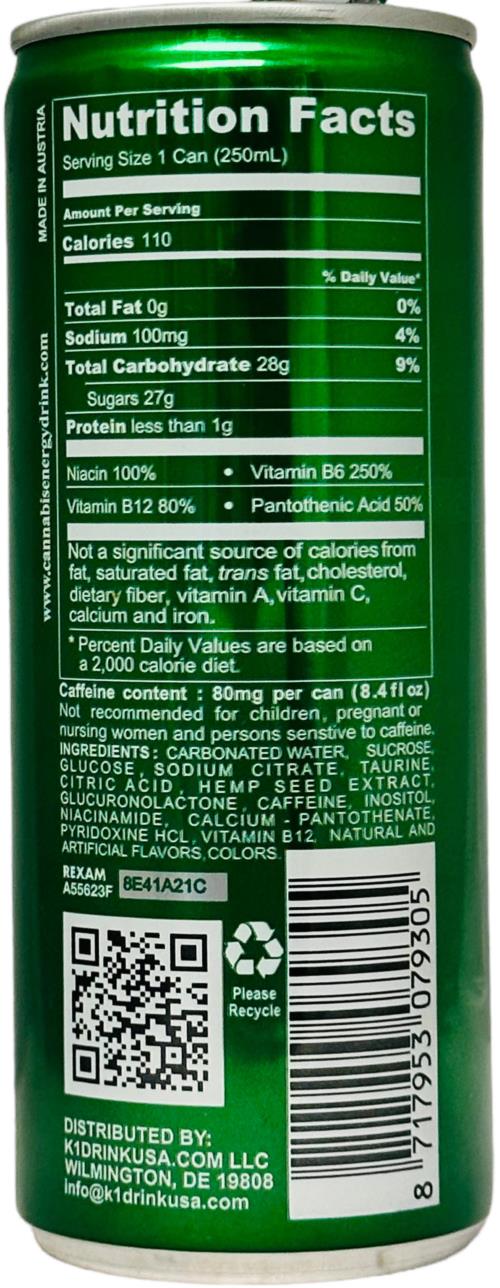 MADE IN AUSTRIA
www.cannabisenergydrink.com
Nutrition Facts
Serving Size 1 Can (250mL)
Amount Per Serving
Calories 110
% Daily Value*
Total Fat 0g 0%
Sodium 100mg 4%
Total Carbohydrate 28g 9%
Sugars 27g
Protein less than 1g
Niacin 100% • Vitamin B6 250%
Vitamin B12 80% • Pantothenic Acid 50%
Not a significant source of calories from
fat, saturated fat, trans fat, cholesterol,
dietary fiber, vitamin A, vitamin C,
calcium and iron.
* Percent Daily Values are based on
a 2,000 calorie diet.
Caffeine content : 80mg per can (8.4 fl oz)
Not recommended for children, pregnant or
nursing women and persons senstive to caffeine.
INGREDIENTS: CARBONATED WATER, SUCROSE,
GLUCOSE, SODIUM CITRATE, TAURINE,
CITRIC ACID, HEMP SEED EXTRACT,
GLUCURONOLACTONE, CAFFEINE, INOSITOL,
NIACINAMIDE, CALCIUM - PANTOTHENATE,
PYRIDOXINE HCL, VITAMIN B12, NATURAL AND
ARTIFICIAL FLAVORS, COLORS.
REXAM
A55623F 8E41A21C
Please
Recycle
8 717953 079305
DISTRIBUTED BY:
K1DRINKUSA.COM LLC
WILMINGTON, DE 19808
info@k1drinkusa.com